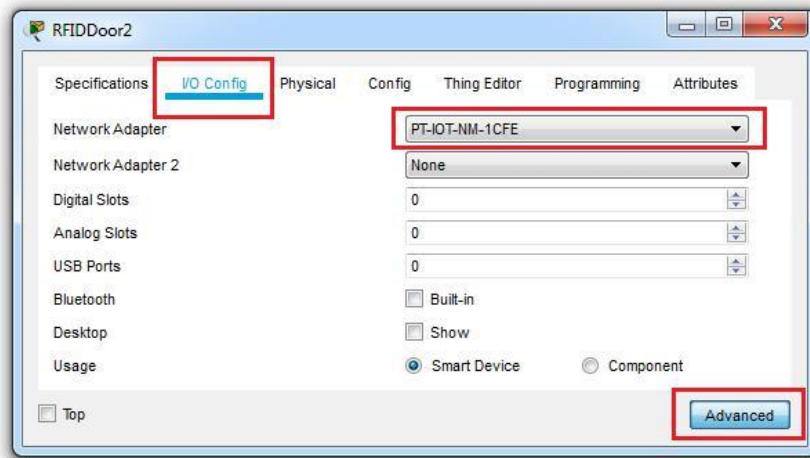 RFIDDoor2
Specifications I/O Config Physical Config Thing Editor Programming Attributes
Network Adapter PT-IOT-NM-1CFE
Network Adapter 2 None
Digital Slots 0
Analog Slots 0
USB Ports 0
Bluetooth Built-in
Desktop Show
Usage Smart Device Component
Top Advanced